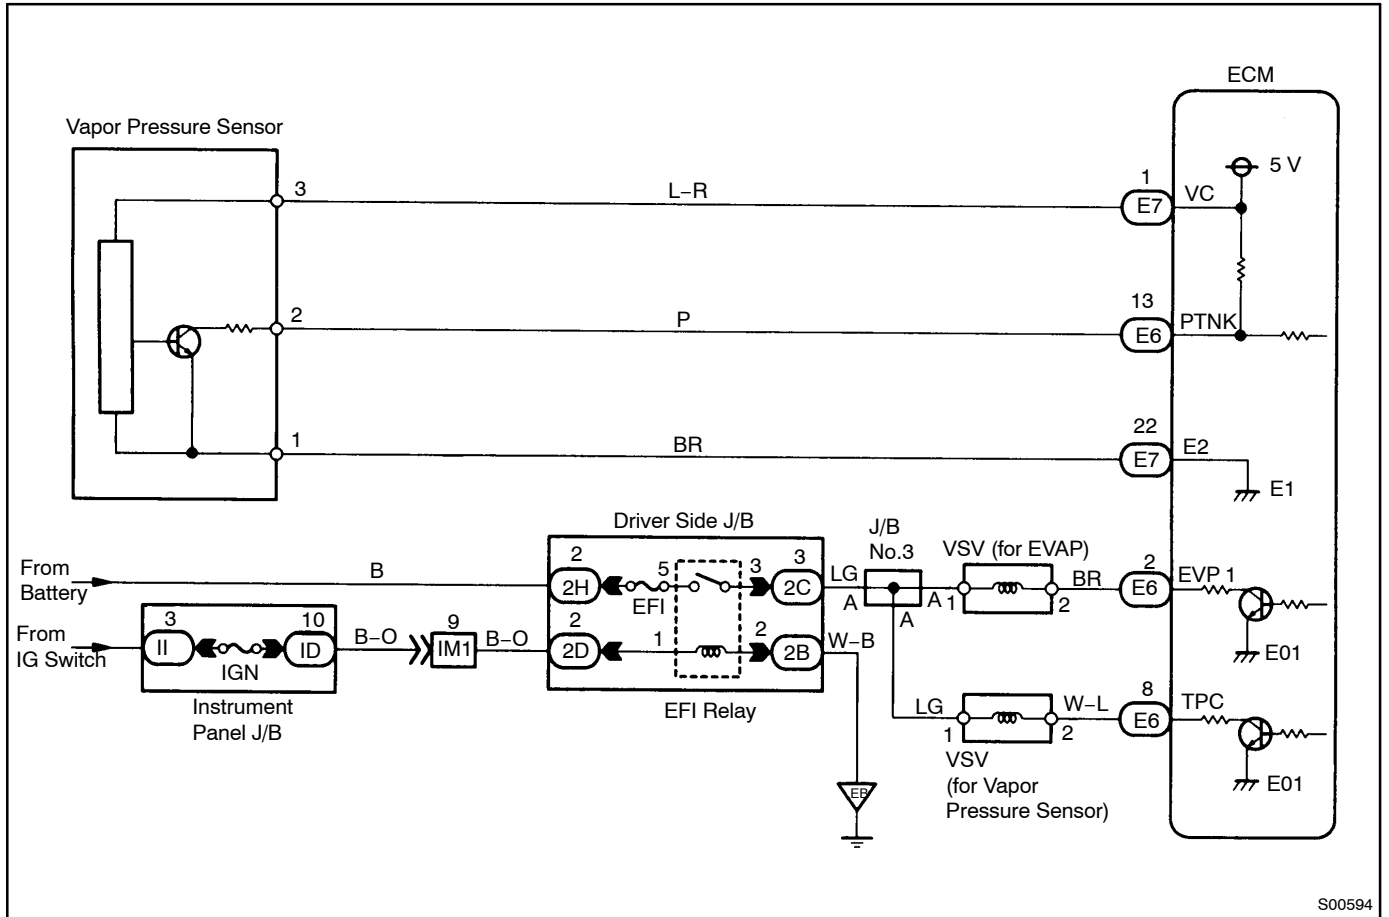 ECM
Vapor Pressure Sensor
5 V
3
L-R
1
E7
VC
2
P
13
E6
PTNK
1
BR
22
E7
E2
E1
Driver Side J/B
J/B
No.3
VSV (for EVAP)
From
Battery
B
2
2H
5
EFI
3
3
2C
LG
A
A
A
1
2
BR
2
E6
EVP 1
E01
From
IG Switch
3
II
IGN
10
ID
B-O
9
IM1
B-O
2
2D
1
2
2B
W-B
Instrument
Panel J/B
EFI Relay
LG
1
2
W-L
8
E6
TPC
E01
VSV
(for Vapor
Pressure Sensor)
EB
S00594